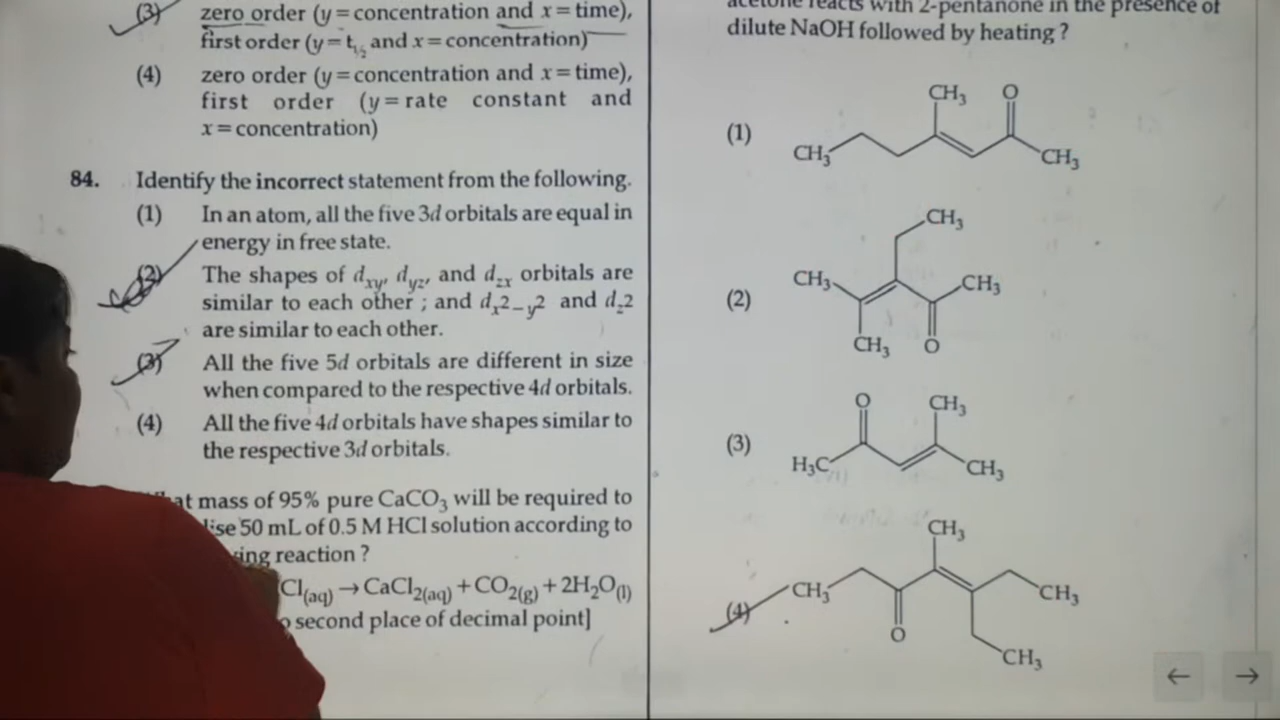 (3) zero order (y = concentration and x = time),
first order (y = t½ and x = concentration)
(4) zero order (y = concentration and x = time),
first order (y = rate constant and
x = concentration)
84. Identify the incorrect statement from the following.
(1) In an atom, all the five 3d orbitals are equal in
energy in free state.
(2) The shapes of dxy, dyz, and dzx orbitals are
similar to each other ; and dx2–y2 and dz2
are similar to each other.
(3) All the five 5d orbitals are different in size
when compared to the respective 4d orbitals.
(4) All the five 4d orbitals have shapes similar to
the respective 3d orbitals.
mass of 95% pure CaCO3 will be required to
50 mL of 0.5 M HCl solution according to
reaction ?
Cl(aq) → CaCl2(aq) + CO2(g) + 2H2O(l)
second place of decimal point]
acetone reacts with 2-pentanone in the presence of
dilute NaOH followed by heating ?
(1) CH3 CH3 O CH3
(2) CH3 CH3 CH3 CH3 O
(3) O CH3 H3C CH3
(4) CH3 CH3 O CH3 CH3
← →